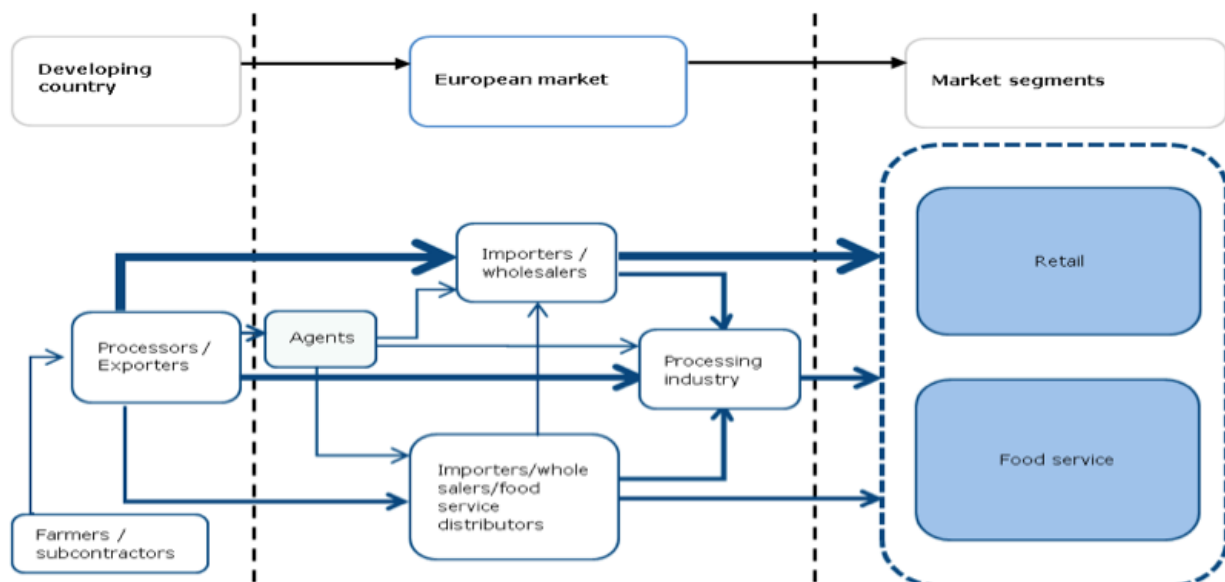 Developing
country
European market
Market segments
Importers /
wholesalers
Retail
Agents
Processors /
Exporters
Processing
industry
Importers/whole
salers/food
service
distributors
Food service
Farmers /
subcontractors